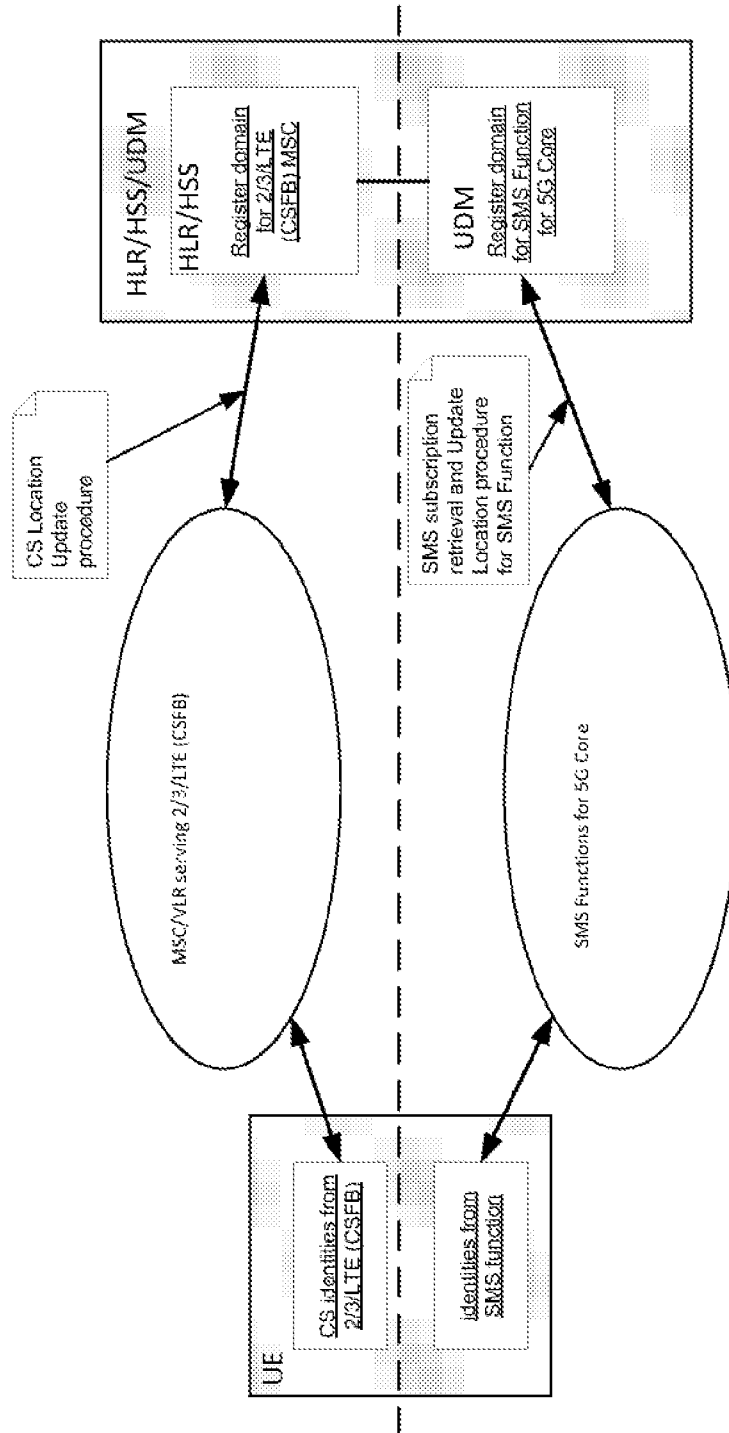 UE
CS identities from
2/3/LTE (CSFB)
identities from
SMS function
MSC/VLR serving 2/3/LTE (CSFB)
SMS Functions for 5G Core
CS Location
Update
procedure
SMS subscription
retrieval and Update
Location procedure
for SMS Function
HLR/HSS/UDM
HLR/HSS
Register domain
for 2/3/LTE
(CSFB) MSC
UDM
Register domain
for SMS Function
for 5G Core